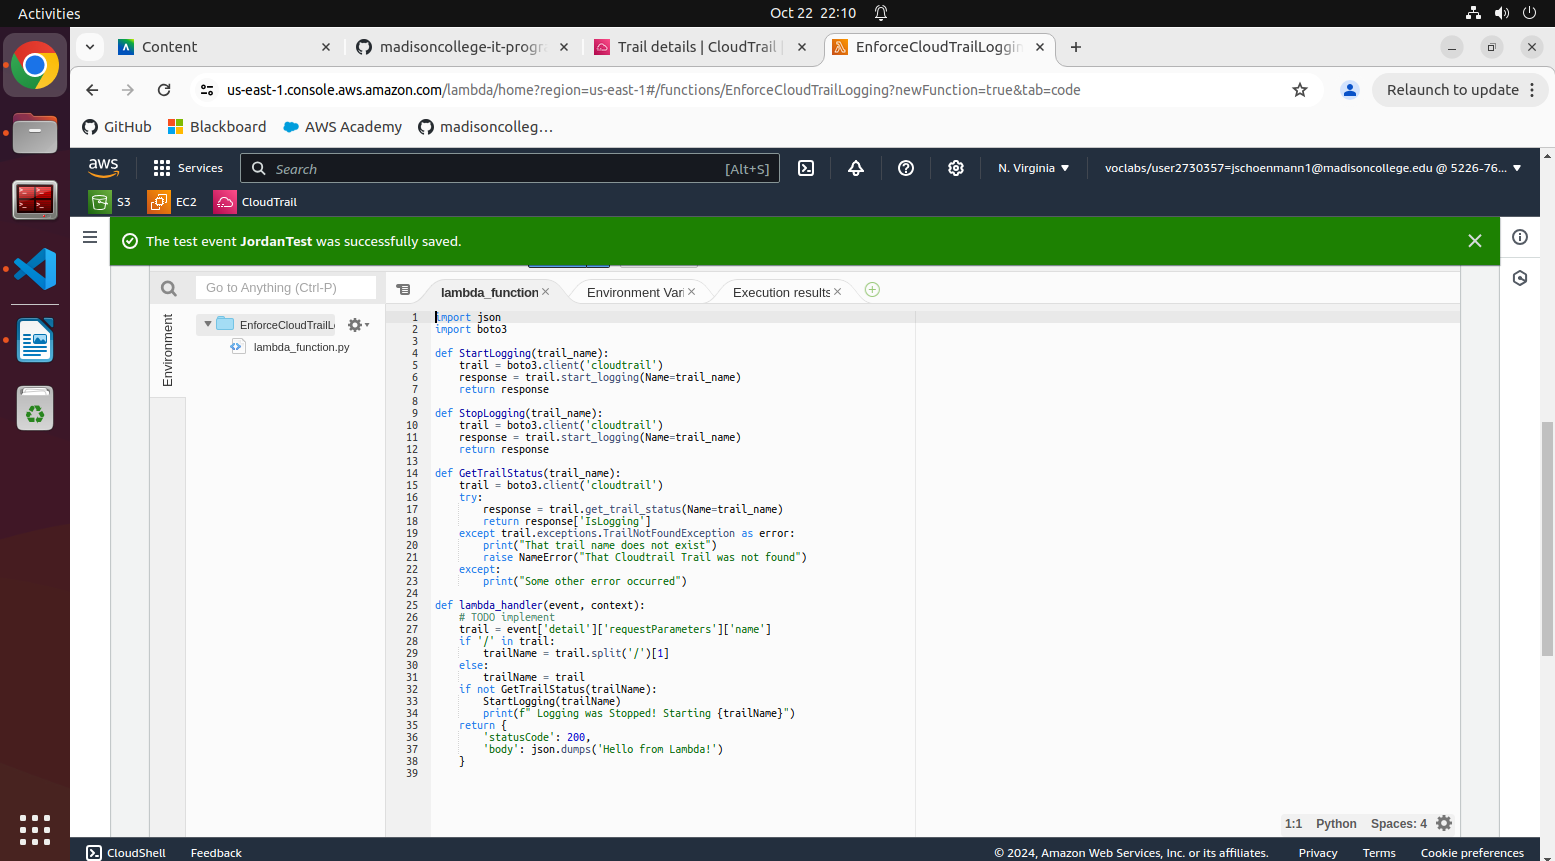 Activities
Oct 22 22:10
Content
madisoncollege-it-progra
Trail details | CloudTrail |
EnforceCloudTrailLoggin
us-east-1.console.aws.amazon.com/lambda/home?region=us-east-1#/functions/EnforceCloudTrailLogging?newFunction=true&tab=code
Relaunch to update
GitHub
Blackboard
AWS Academy
madisoncolleg...
aws
Services
Search
[Alt+S]
N. Virginia
voclabs/user2730357=jschoenmann1@madisoncollege.edu @ 5226-76...
S3
EC2
CloudTrail
The test event JordanTest was successfully saved.
Go to Anything (Ctrl-P)
lambda_function
Environment Vari
Execution results
Environment
EnforceCloudTrailL
lambda_function.py
1 import json
2 import boto3
3
4 def StartLogging(trail_name):
5 trail = boto3.client('cloudtrail')
6 response = trail.start_logging(Name=trail_name)
7 return response
8
9 def StopLogging(trail_name):
10 trail = boto3.client('cloudtrail')
11 response = trail.start_logging(Name=trail_name)
12 return response
13
14 def GetTrailStatus(trail_name):
15 trail = boto3.client('cloudtrail')
16 try:
17 response = trail.get_trail_status(Name=trail_name)
18 return response['IsLogging']
19 except trail.exceptions.TrailNotFoundException as error:
20 print("That trail name does not exist")
21 raise NameError("That Cloudtrail Trail was not found")
22 except:
23 print("Some other error occurred")
24
25 def lambda_handler(event, context):
26 # TODO implement
27 trail = event['detail']['requestParameters']['name']
28 if '/' in trail:
29 trailName = trail.split('/')[1]
30 else:
31 trailName = trail
32 if not GetTrailStatus(trailName):
33 StartLogging(trailName)
34 print(f" Logging was Stopped! Starting {trailName}")
35 return {
36 'statusCode': 200,
37 'body': json.dumps('Hello from Lambda!')
38 }
39
1:1 Python Spaces: 4
CloudShell
Feedback
© 2024, Amazon Web Services, Inc. or its affiliates.
Privacy
Terms
Cookie preferences